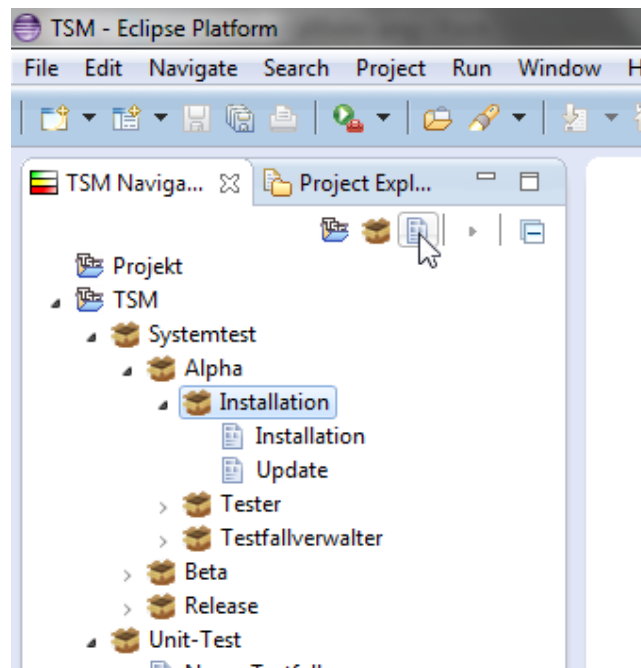 TSM - Eclipse Platform
File Edit Navigate Search Project Run Window H
TSM Naviga... Project Expl...
Projekt
TSM
Systemtest
Alpha
Installation
Installation
Update
Tester
Testfallverwalter
Beta
Release
Unit-Test